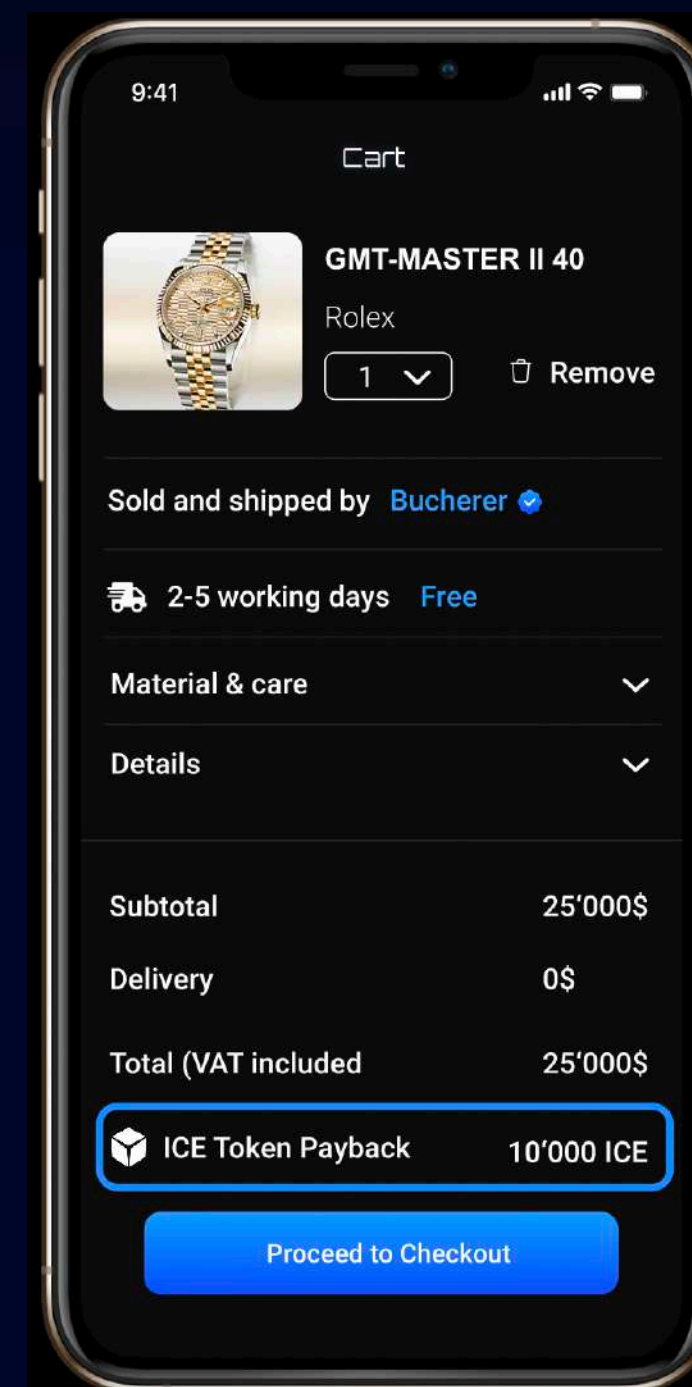 9:41
Cart
GMT-MASTER II 40
Rolex
1
Remove
Sold and shipped by Bucherer
2-5 working days Free
Material & care
Details
Subtotal 25‘000$
Delivery 0$
Total (VAT included 25'000$
ICE Token Payback 10’000 ICE
Proceed to Checkout